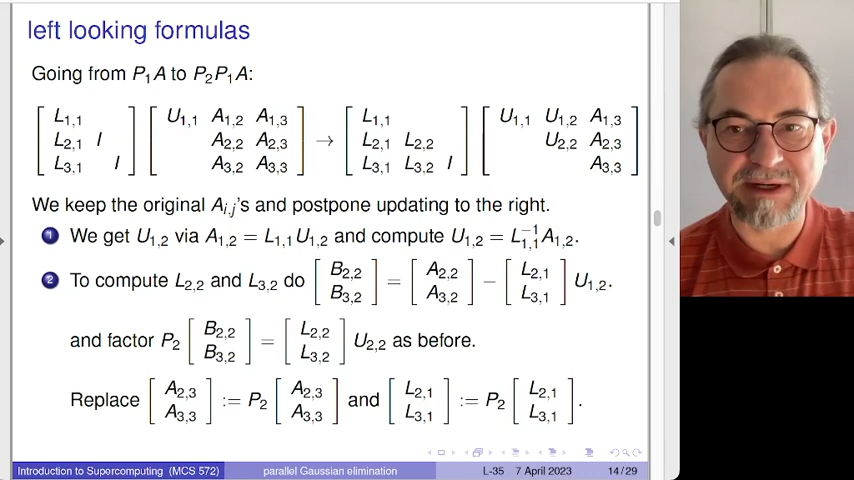 left looking formulas
Going from P₁A to P₂P₁A:
[ L₁,₁ ; L₂,₁ I ; L₃,₁ I ] [ U₁,₁ A₁,₂ A₁,₃ ; A₂,₂ A₂,₃ ; A₃,₂ A₃,₃ ] → [ L₁,₁ ; L₂,₁ L₂,₂ ; L₃,₁ L₃,₂ I ] [ U₁,₁ U₁,₂ A₁,₃ ; U₂,₂ A₂,₃ ; A₃,₃ ]
We keep the original Aᵢ,ⱼ's and postpone updating to the right.
1 We get U₁,₂ via A₁,₂ = L₁,₁U₁,₂ and compute U₁,₂ = L₁,₁⁻¹A₁,₂.
2 To compute L₂,₂ and L₃,₂ do [ B₂,₂ ; B₃,₂ ] = [ A₂,₂ ; A₃,₂ ] − [ L₂,₁ ; L₃,₁ ] U₁,₂.
and factor P₂ [ B₂,₂ ; B₃,₂ ] = [ L₂,₂ ; L₃,₂ ] U₂,₂ as before.
Replace [ A₂,₃ ; A₃,₃ ] := P₂ [ A₂,₃ ; A₃,₃ ] and [ L₂,₁ ; L₃,₁ ] := P₂ [ L₂,₁ ; L₃,₁ ].
Introduction to Supercomputing (MCS 572) parallel Gaussian elimination L-35 7 April 2023 14 / 29